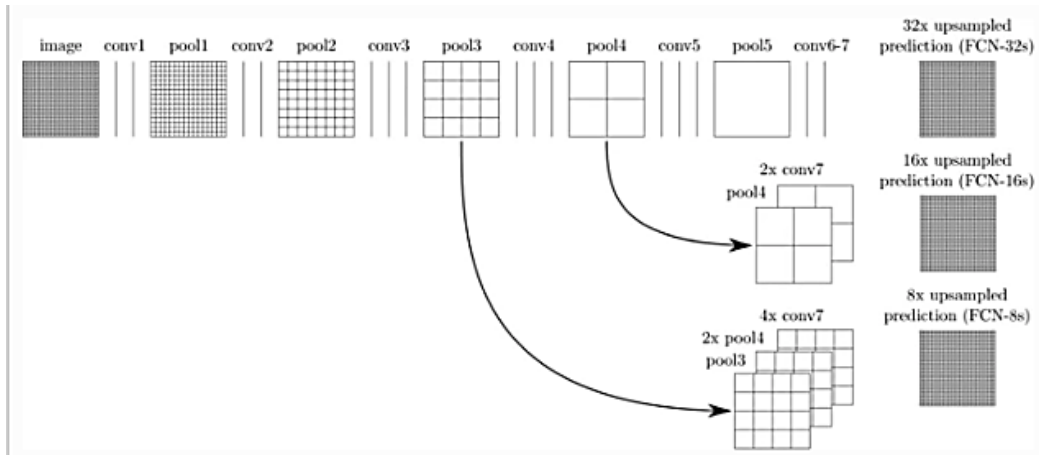 image conv1 pool1 conv2 pool2 conv3 pool3 conv4 pool4 conv5 pool5 conv6-7
32x upsampled
prediction (FCN-32s)
2x conv7
pool4
16x upsampled
prediction (FCN-16s)
4x conv7
2x pool4
pool3
8x upsampled
prediction (FCN-8s)